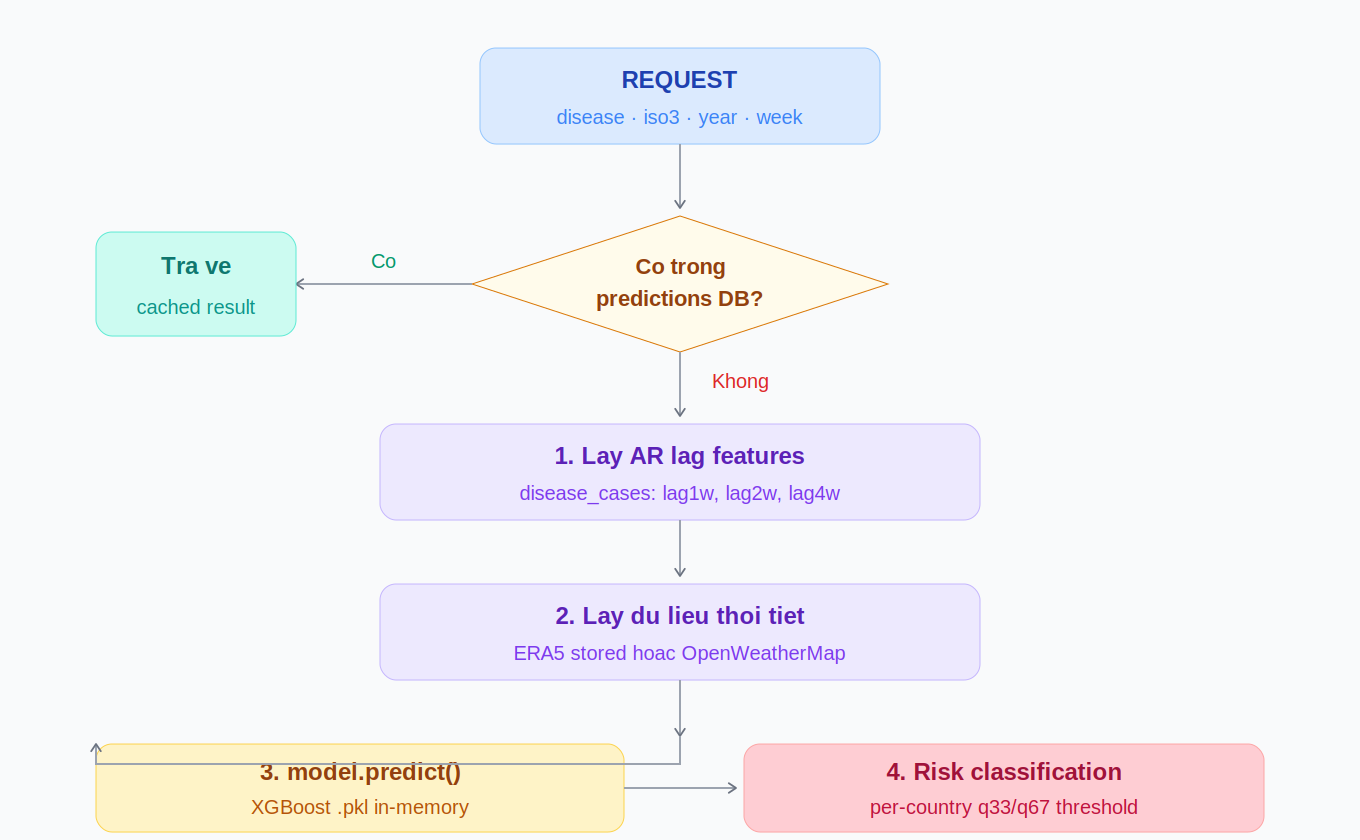 REQUEST
disease · iso3 · year · week
Co
Tra ve
cached result
Co trong
predictions DB?
Khong
1. Lay AR lag features
disease_cases: lag1w, lag2w, lag4w
2. Lay du lieu thoi tiet
ERA5 stored hoac OpenWeatherMap
3. model.predict()
XGBoost .pkl in-memory
4. Risk classification
per-country q33/q67 threshold